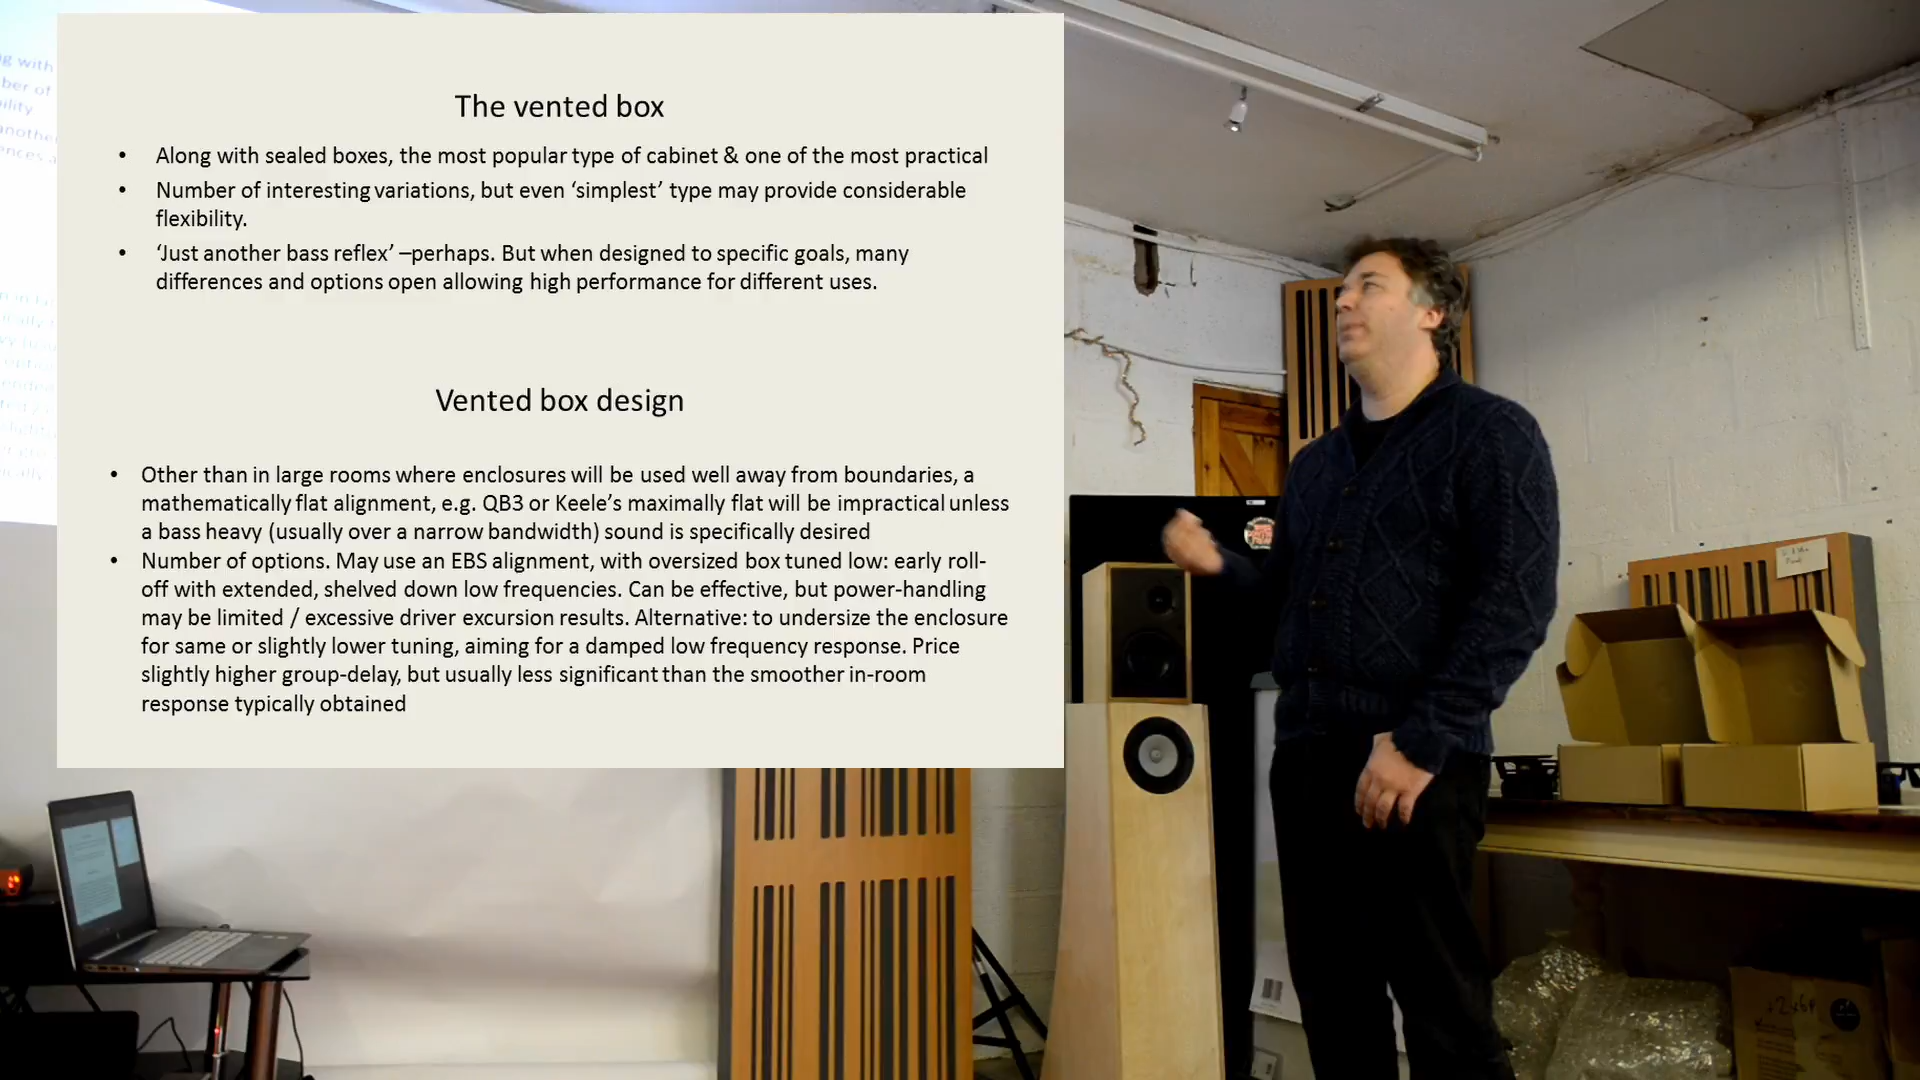 The vented box
• Along with sealed boxes, the most popular type of cabinet & one of the most practical
• Number of interesting variations, but even ‘simplest’ type may provide considerable
flexibility.
• ‘Just another bass reflex’ –perhaps. But when designed to specific goals, many
differences and options open allowing high performance for different uses.
Vented box design
• Other than in large rooms where enclosures will be used well away from boundaries, a
mathematically flat alignment, e.g. QB3 or Keele’s maximally flat will be impractical unless
a bass heavy (usually over a narrow bandwidth) sound is specifically desired
• Number of options. May use an EBS alignment, with oversized box tuned low: early roll-
off with extended, shelved down low frequencies. Can be effective, but power-handling
may be limited / excessive driver excursion results. Alternative: to undersize the enclosure
for same or slightly lower tuning, aiming for a damped low frequency response. Price
slightly higher group-delay, but usually less significant than the smoother in-room
response typically obtained